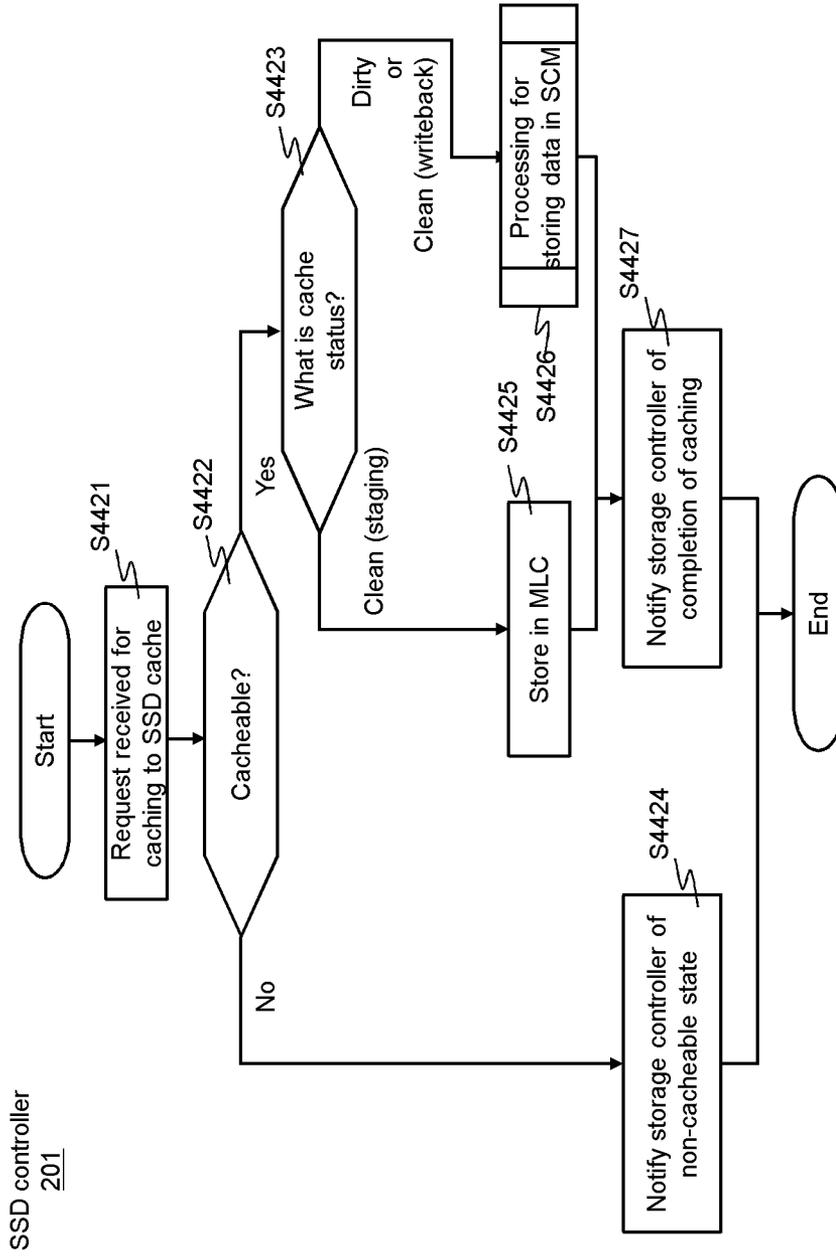 SSD controller
201
Start
S4421
Request received for
caching to SSD cache
S4422
Cacheable?
No
Yes
S4423
What is cache
status?
Clean (staging)
Dirty
or
Clean (writeback)
S4425
Store in MLC
S4426
Processing for
storing data in SCM
S4424
Notify storage controller of
non-cacheable state
S4427
Notify storage controller of
completion of caching
End